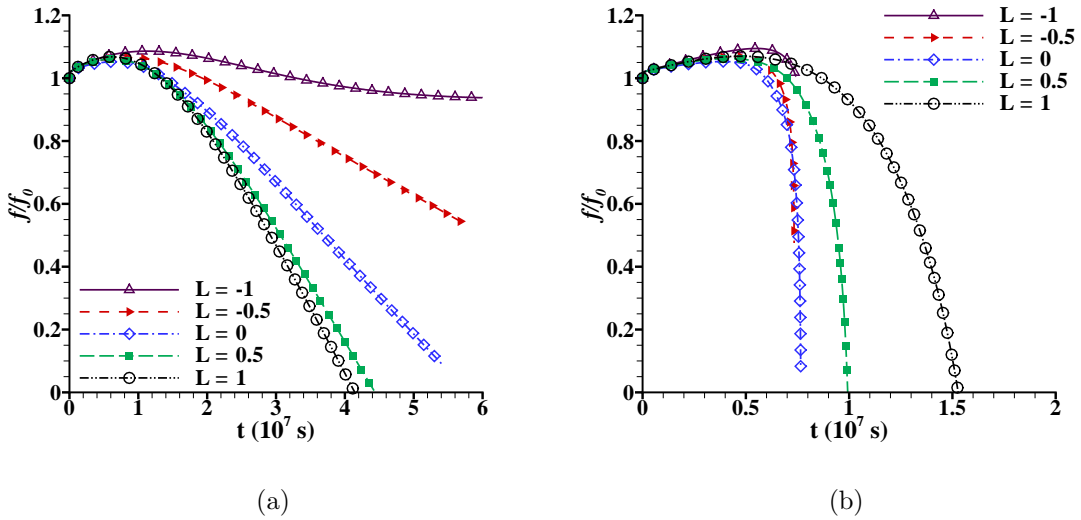 f/f0
1.2
1
0.8
0.6
0.4
0.2
0
0 1 2 3 4 5 6
t (10^7 s)
L = -1
L = -0.5
L = 0
L = 0.5
L = 1
(a)
f/f0
1.2
1
0.8
0.6
0.4
0.2
0
0 0.5 1 1.5 2
t (10^7 s)
L = -1
L = -0.5
L = 0
L = 0.5
L = 1
(b)